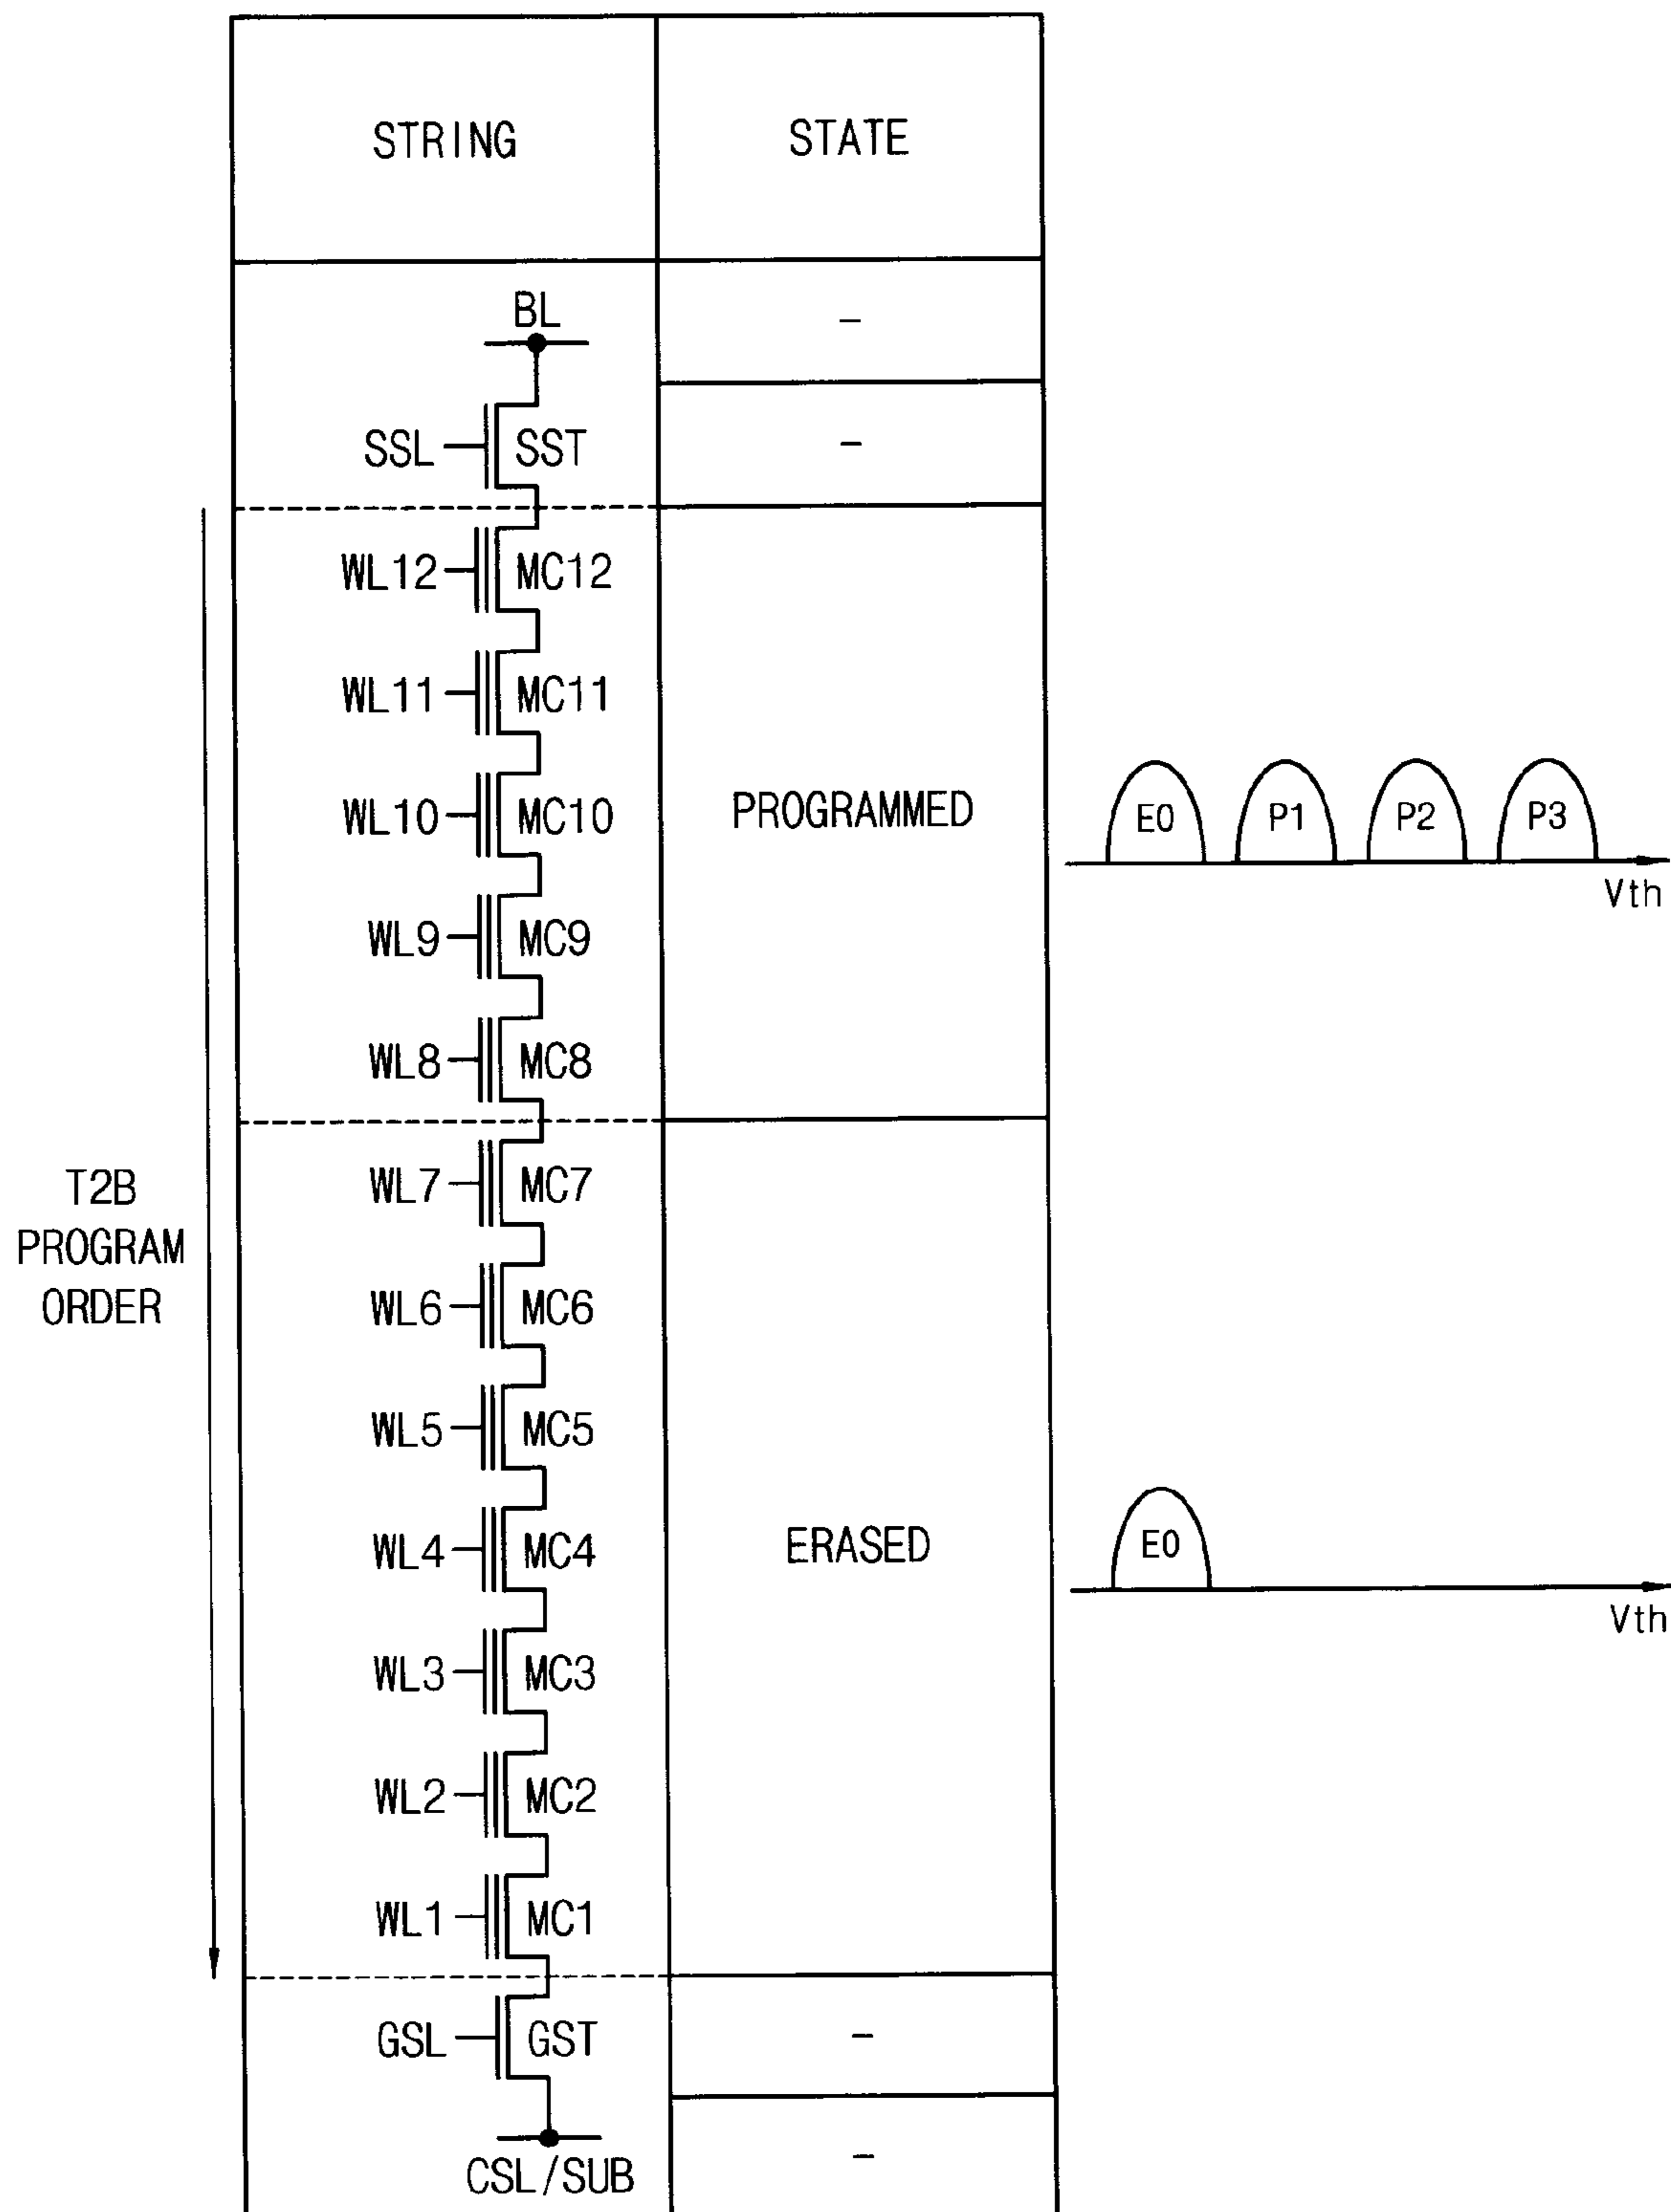 STRING STATE
BL -
SSL SST -
WL12 MC12
WL11 MC11
WL10 MC10 PROGRAMMED E0 P1 P2 P3
Vth
WL9 MC9
WL8 MC8
T2B
PROGRAM
ORDER
WL7 MC7
WL6 MC6
WL5 MC5
WL4 MC4 ERASED E0
Vth
WL3 MC3
WL2 MC2
WL1 MC1
GSL GST -
CSL/SUB -